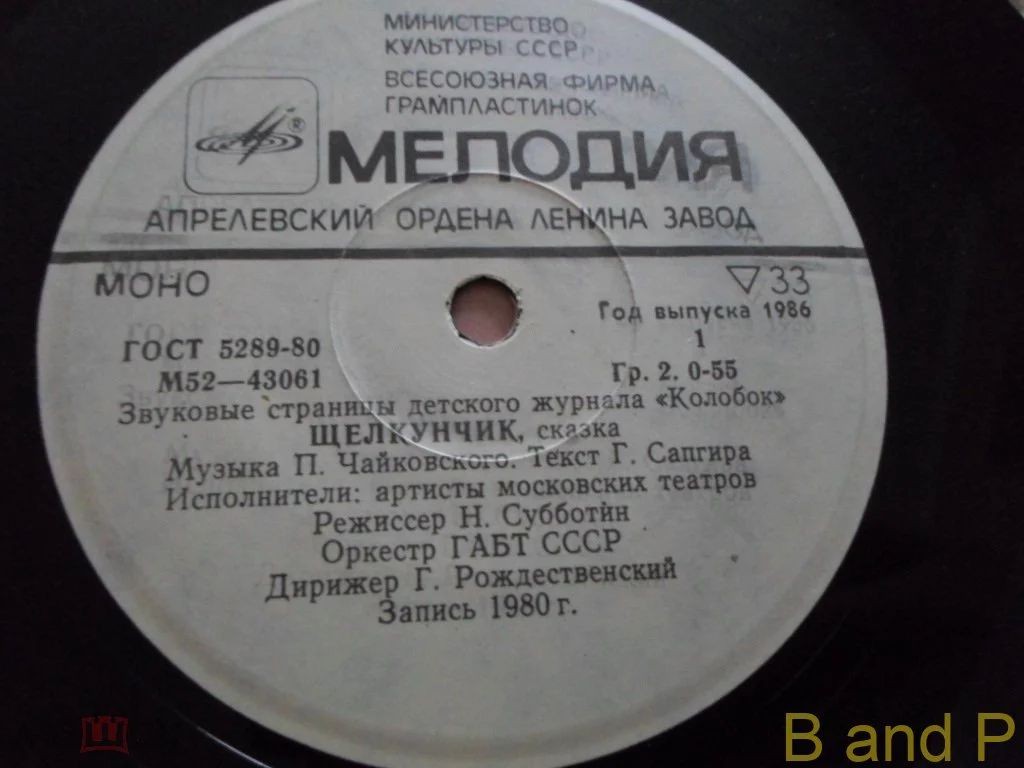 МИНИСТЕРСТВО
КУЛЬТУРЫ СССР
ВСЕСОЮЗНАЯ ФИРМА
ГРАМПЛАСТИНОК
®
МЕЛОДИЯ
АПРЕЛЕВСКИЙ ОРДЕНА ЛЕНИНА ЗАВОД
МОНО
33
Год выпуска 1986
ГОСТ 5289-80
1
М52—43061
Гр. 2. 0-55
Звуковые страницы детского журнала «Колобок»
ЩЕЛКУНЧИК, сказка
Музыка П. Чайковского. Текст Г. Сапгира
Исполнители: артисты московских театров
Режиссер Н. Субботин
Оркестр ГАБТ СССР
Дирижер Г. Рождественский
Запись 1980 г.
B and P